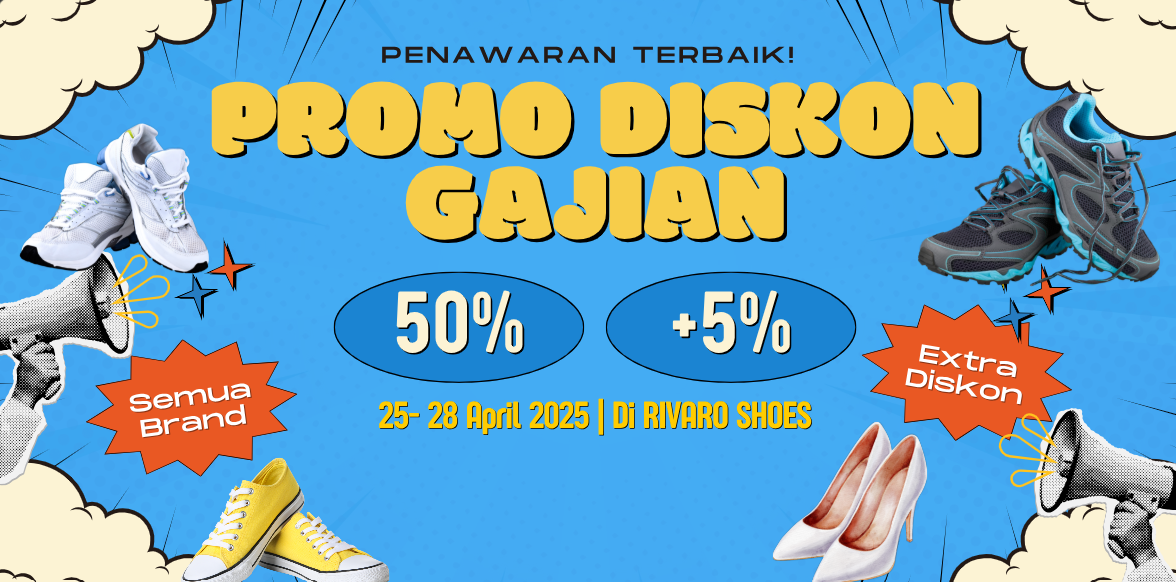 PENAWARAN TERBAIK!
PROMO DISKON
GAJIAN
50%
+5%
Semua
Brand
Extra
Diskon
25- 28 April 2025 | Di RIVARO SHOES